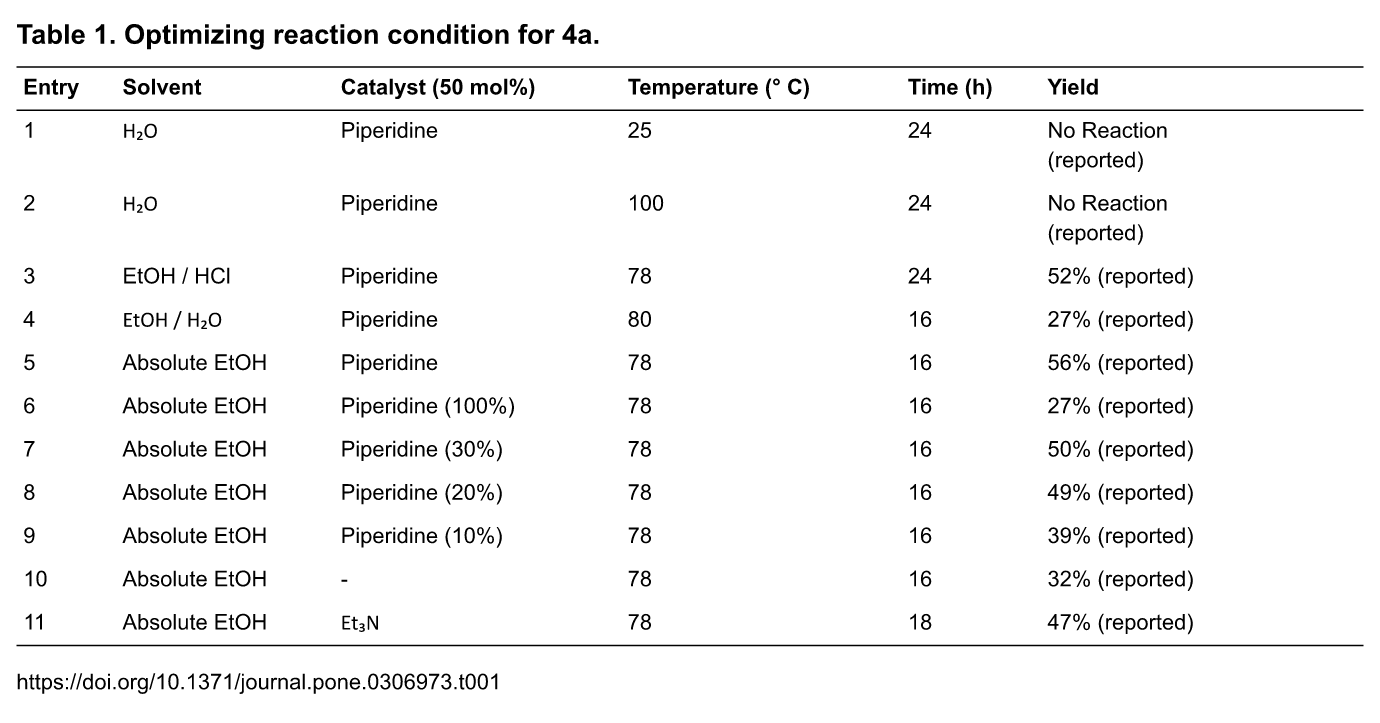 Table 1. Optimizing reaction condition for 4a.
Entry Solvent Catalyst (50 mol%) Temperature (° C) Time (h) Yield
1 H₂O Piperidine 25 24 No Reaction
(reported)
2 H₂O Piperidine 100 24 No Reaction
(reported)
3 EtOH / HCl Piperidine 78 24 52% (reported)
4 EtOH / H₂O Piperidine 80 16 27% (reported)
5 Absolute EtOH Piperidine 78 16 56% (reported)
6 Absolute EtOH Piperidine (100%) 78 16 27% (reported)
7 Absolute EtOH Piperidine (30%) 78 16 50% (reported)
8 Absolute EtOH Piperidine (20%) 78 16 49% (reported)
9 Absolute EtOH Piperidine (10%) 78 16 39% (reported)
10 Absolute EtOH - 78 16 32% (reported)
11 Absolute EtOH Et₃N 78 18 47% (reported)
https://doi.org/10.1371/journal.pone.0306973.t001